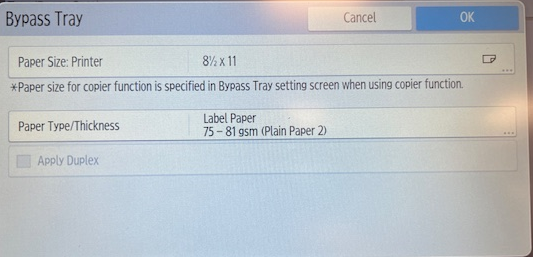 Bypass Tray
Cancel
OK
Paper Size: Printer
8½ x 11
*Paper size for copier function is specified in Bypass Tray setting screen when using copier function.
Paper Type/Thickness
Label Paper
75 – 81 gsm (Plain Paper 2)
Apply Duplex